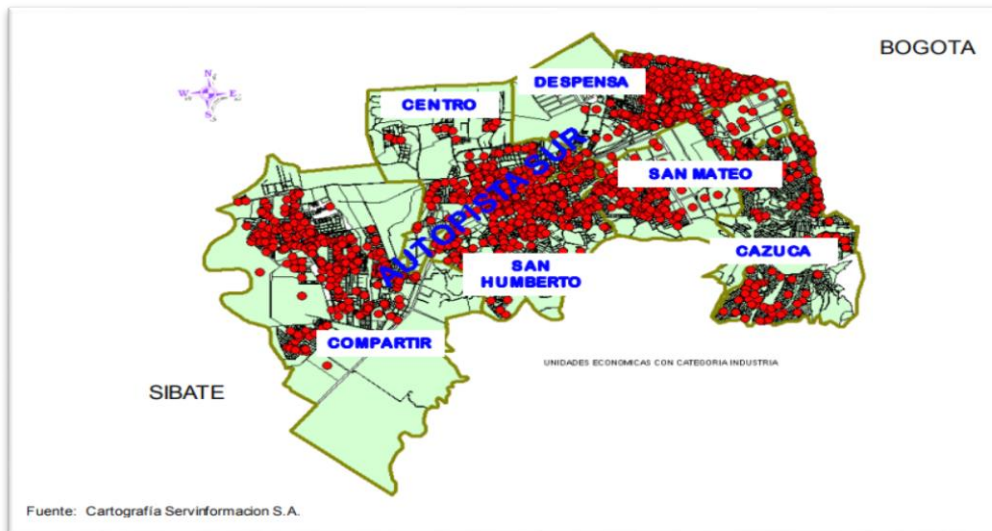 BOGOTA
N
W E
S
DESPENSA
CENTRO
AUTOPISTA SUR
SAN MATEO
CAZUCA
SAN
HUMBERTO
COMPARTIR
UNIDADES ECONOMICAS CON CATEGORIA INDUSTRIA
SIBATE
Fuente: Cartografía Servinformacion S.A.